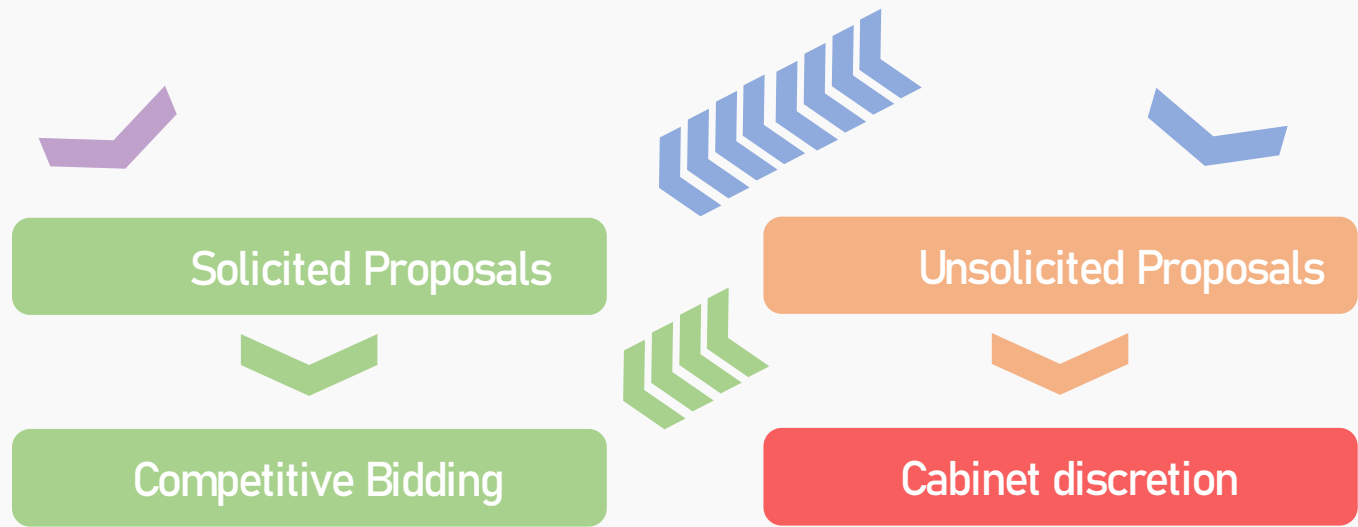 Solicited Proposals
Unsolicited Proposals
Competitive Bidding
Cabinet discretion